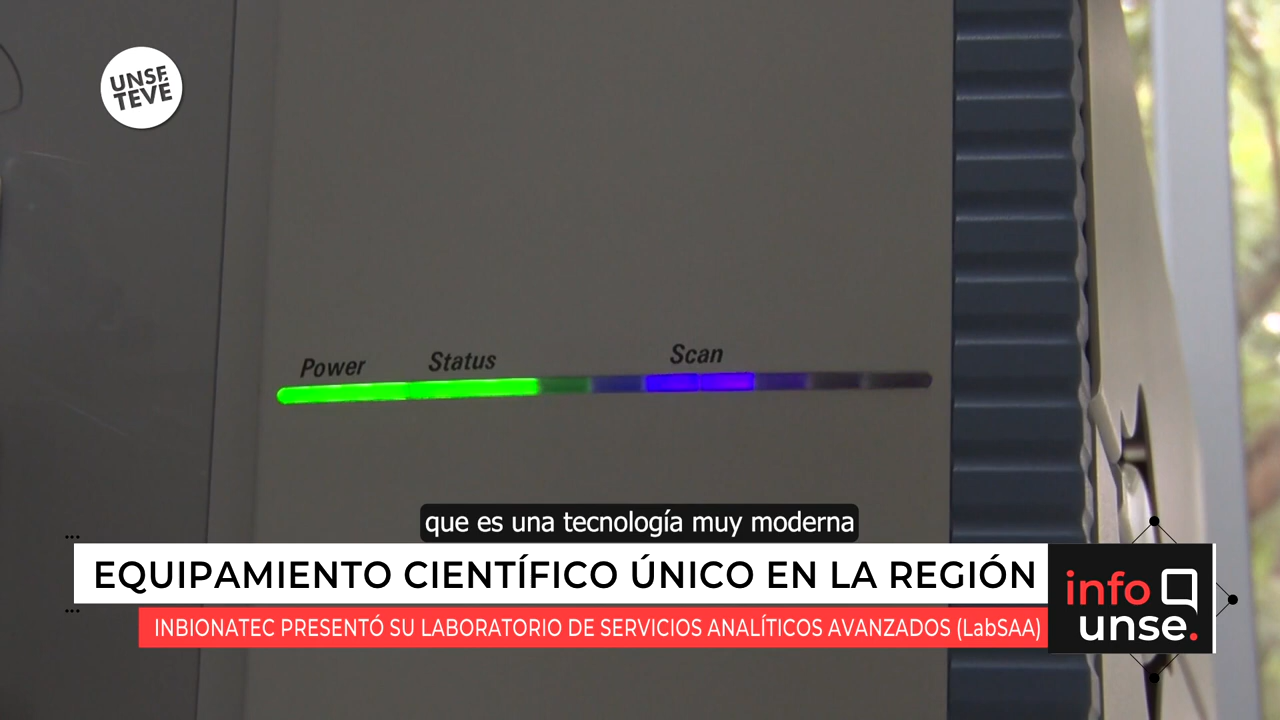 UNSE
TEVÉ
Power Status Scan
que es una tecnología muy moderna
EQUIPAMIENTO CIENTÍFICO ÚNICO EN LA REGIÓN
INBIONATEC PRESENTÓ SU LABORATORIO DE SERVICIOS ANALÍTICOS AVANZADOS (LabSAA)
info
unse.